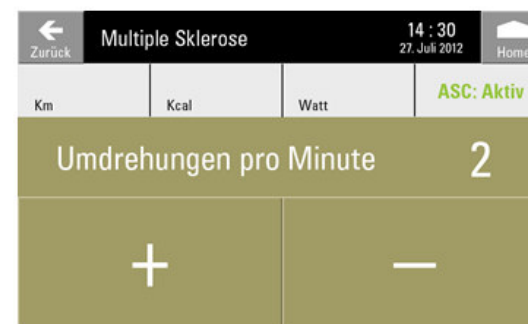 Zurück
Multiple Sklerose
14 : 30
27. Juli 2012
Home
Km
Kcal
Watt
ASC: Aktiv
Umdrehungen pro Minute 2
+ −